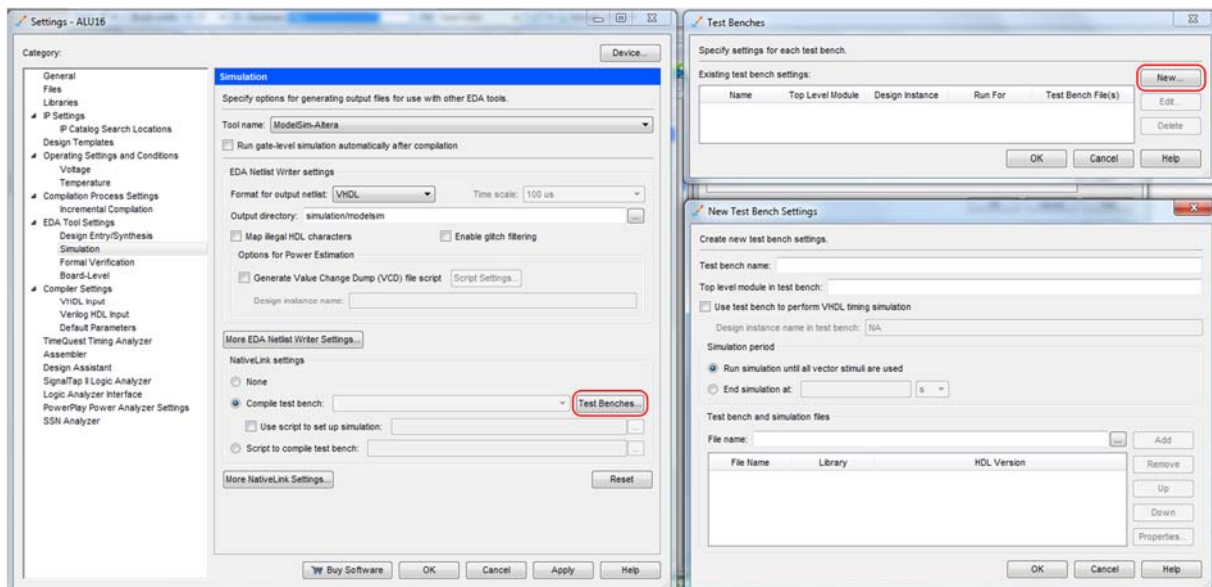 Settings - ALU16
Category:
Device...
General
Files
Libraries
IP Settings
IP Catalog Search Locations
Design Templates
Operating Settings and Conditions
Voltage
Temperature
Compilation Process Settings
Incremental Compilation
EDA Tool Settings
Design Entry/Synthesis
Simulation
Formal Verification
Board-Level
Compiler Settings
VHDL Input
Verilog HDL Input
Default Parameters
TimeQuest Timing Analyzer
Assembler
Design Assistant
SignalTap II Logic Analyzer
Logic Analyzer Interface
PowerPlay Power Analyzer Settings
SSN Analyzer
Simulation
Specify options for generating output files for use with other EDA tools.
Tool name: ModelSim-Altera
Run gate-level simulation automatically after compilation
EDA Netlist Writer settings
Format for output netlist: VHDL Time scale: 100 us
Output directory: simulation/modelsim ...
Map illegal HDL characters Enable glitch filtering
Options for Power Estimation
Generate Value Change Dump (VCD) file script Script Settings...
Design instance name:
More EDA Netlist Writer Settings...
NativeLink settings
None
Compile test bench: Test Benches...
Use script to set up simulation: ...
Script to compile test bench: ...
More NativeLink Settings... Reset
Buy Software OK Cancel Apply Help
Test Benches
Specify settings for each test bench.
Existing test bench settings: New...
Name Top Level Module Design Instance Run For Test Bench File(s)
Edit...
Delete
OK Cancel Help
New Test Bench Settings
Create new test bench settings.
Test bench name:
Top level module in test bench:
Use test bench to perform VHDL timing simulation
Design instance name in test bench: NA
Simulation period
Run simulation until all vector stimuli are used
End simulation at: s
Test bench and simulation files
File name: ... Add
File Name Library HDL Version
Remove
Up
Down
Properties...
OK Cancel Help